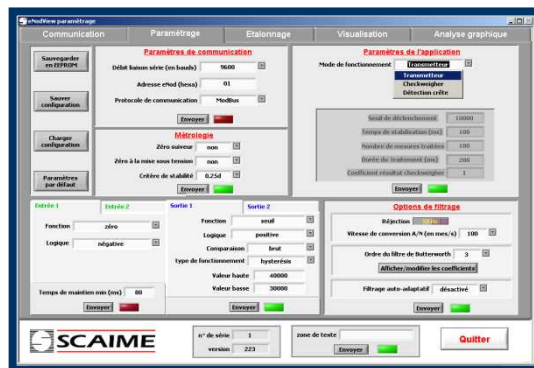 eNodView paramétrage
Communication
Paramétrage
Etalonnage
Visualisation
Analyse graphique
Sauvegarder
en EEPROM
Sauver
configuration
Charger
configuration
Paramètres
par défaut
Paramètres de communication
Débit liaison série (en bauds) 9600
Adresse eNod (hexa) 01
Protocole de communication ModBus
Envoyer
Métrologie
Zéro suiveur non
Zéro à la mise sous tension non
Critère de stabilité 0.25d
Envoyer
Paramètres de l'application
Mode de fonctionnement Transmetteur
Transmetteur
Checkweigher
Détection crête
Seuil de déclenchement 10000
Temps de stabilisation (ms) 100
Nombre de mesures traitées 100
Durée du traitement (ms) 200
Coefficient résultat checkweigher 1
Envoyer
Entrée 1 Entrée 2
Fonction zéro
Logique négative
Temps de maintien min (ms) 00
Envoyer
Sortie 1 Sortie 2
Fonction seuil
Logique positive
Comparaison brut
type de fonctionnement hysterésis
Valeur haute 40000
Valeur basse 30000
Envoyer
Options de filtrage
Réjection
Vitesse de conversion A/N (en mes/s) 100
Ordre du filtre de Butterworth 3
Afficher/modifier les coefficients
Filtrage auto-adaptatif désactivé
Envoyer
SCAIME
n° de série 1
version 223
zone de texte
Envoyer
Quitter